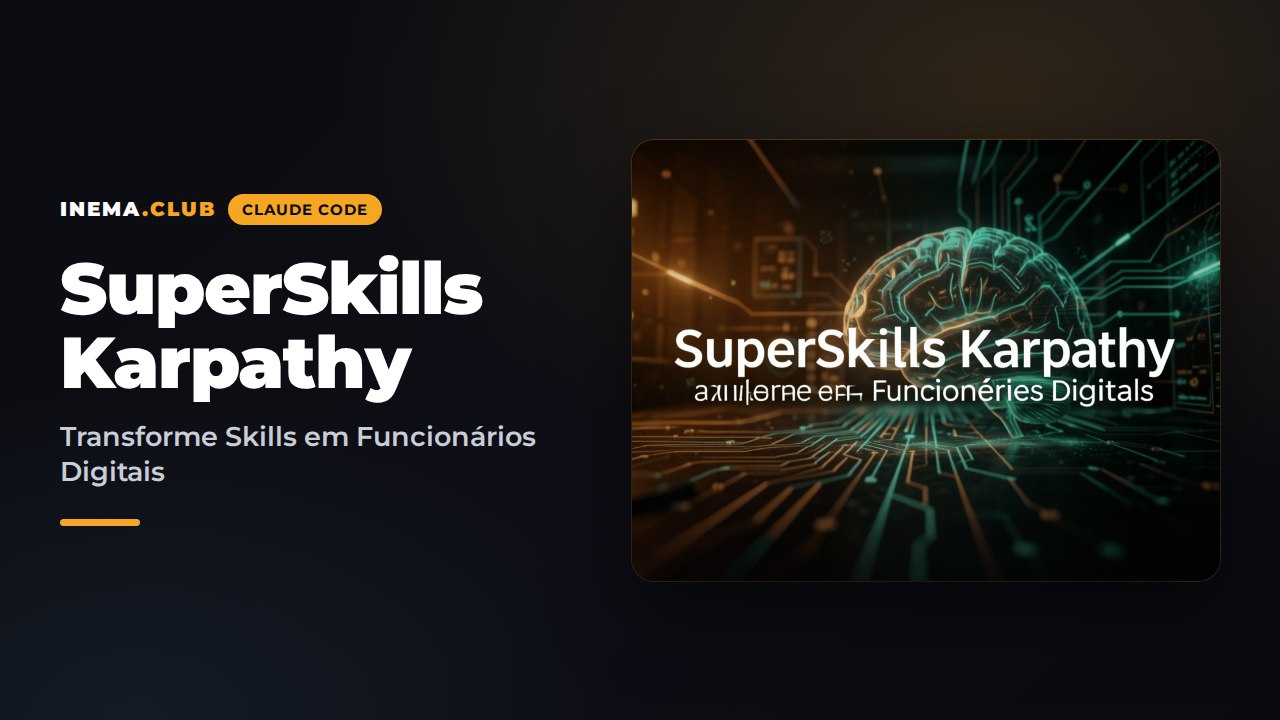 INEMA.CLUB
CLAUDE CODE
SuperSkills
Karpathy
Transforme Skills em Funcionários
Digitais
SuperSkills Karpathy
Funcionéries Digitals